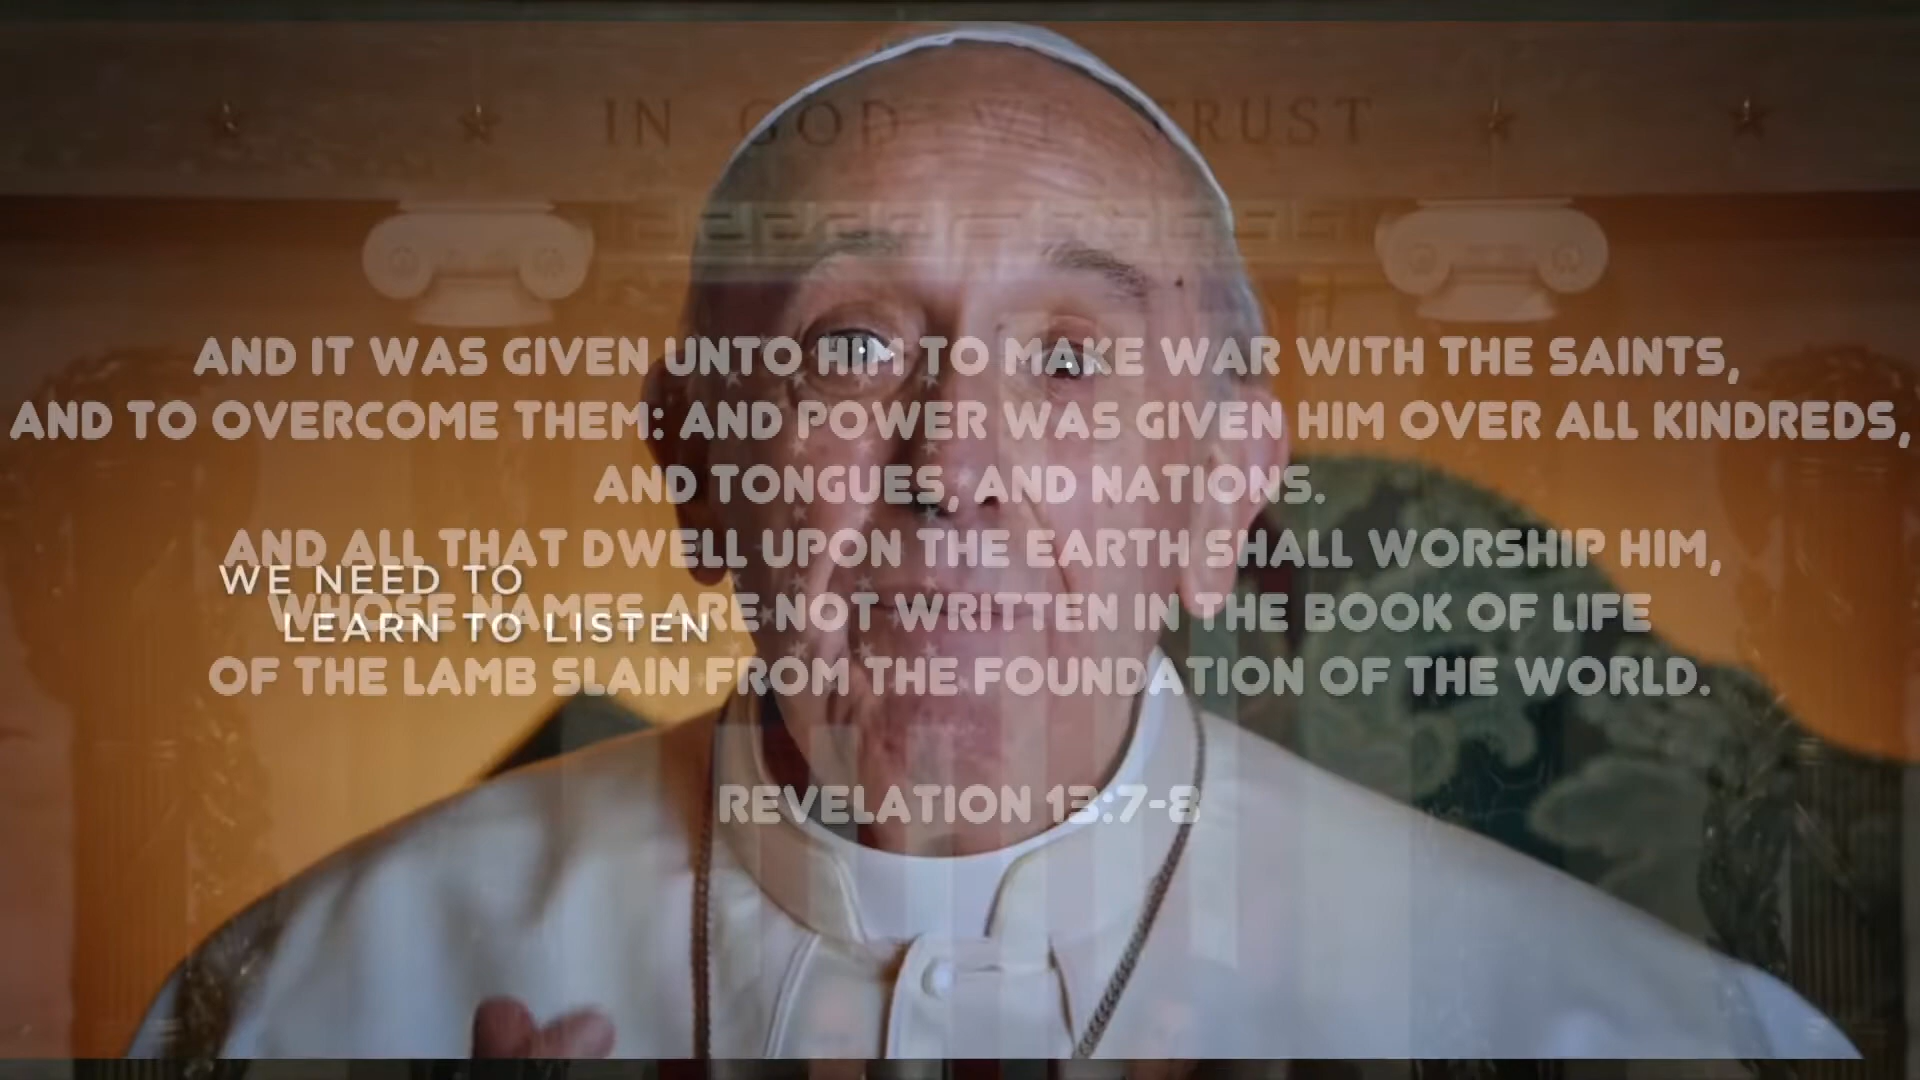 IN GOD WE TRUST
AND IT WAS GIVEN UNTO HIM TO MAKE WAR WITH THE SAINTS,
AND TO OVERCOME THEM: AND POWER WAS GIVEN HIM OVER ALL KINDREDS,
AND TONGUES, AND NATIONS.
AND ALL THAT DWELL UPON THE EARTH SHALL WORSHIP HIM,
WE NEED TO
WHOSE NAMES ARE NOT WRITTEN IN THE BOOK OF LIFE
LEARN TO LISTEN
OF THE LAMB SLAIN FROM THE FOUNDATION OF THE WORLD.
REVELATION 13:7-8